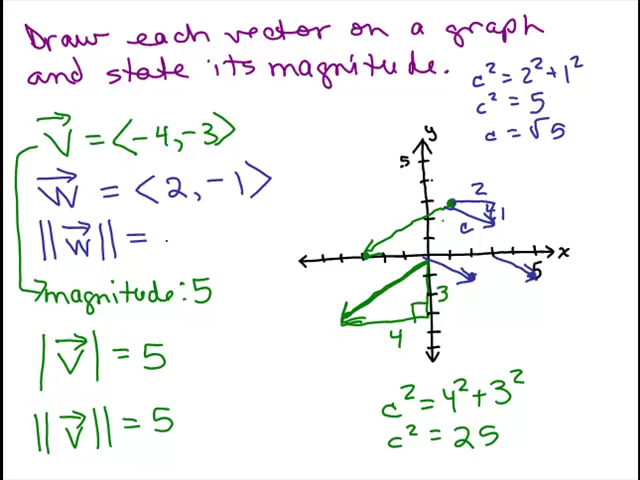 Draw each vector on a graph
and state its magnitude.
c² = 2² + 1²
c² = 5
c = √5
V⃗ = <-4, -3>
W⃗ = <2, -1>
||W⃗|| =
magnitude: 5
|V⃗| = 5
||V⃗|| = 5
y
5
2
1
c
x
5
3
4
c² = 4² + 3²
c² = 25